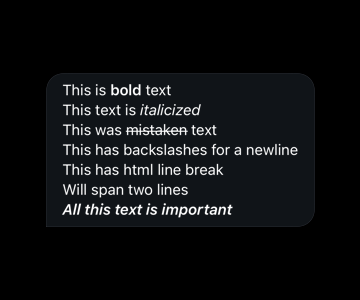 This is bold text
This text is italicized
This was mistaken text
This has backslashes for a newline
This has html line break
Will span two lines
All this text is important